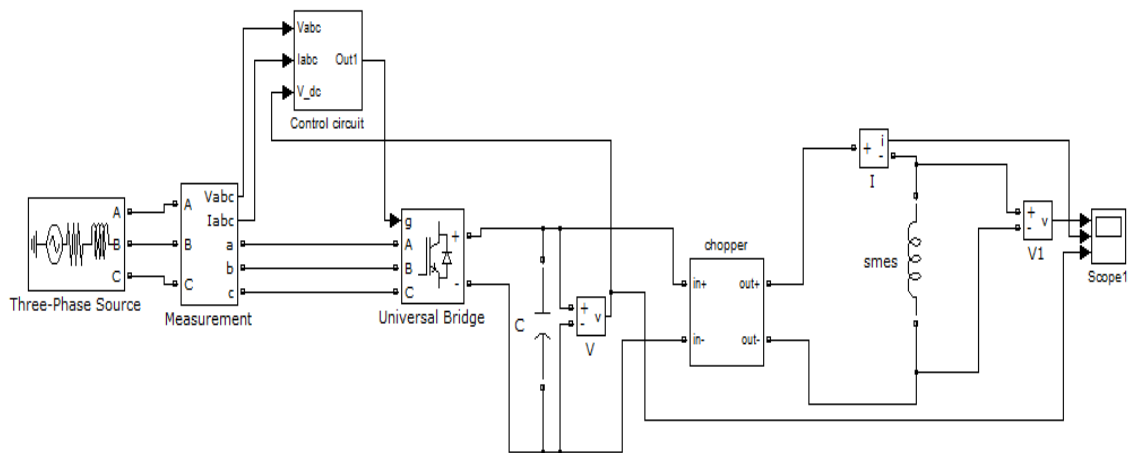 Vabc
Iabc
Out1
V_dc
Control circuit
A
B
C
Three-Phase Source
A
B
C
Vabc
Iabc
a
b
c
Measurement
g
A
B
C
+
-
Universal Bridge
C
+
-
v
V
chopper
in+
out+
in-
out-
+
i
-
I
smes
+
-
v
V1
Scope1